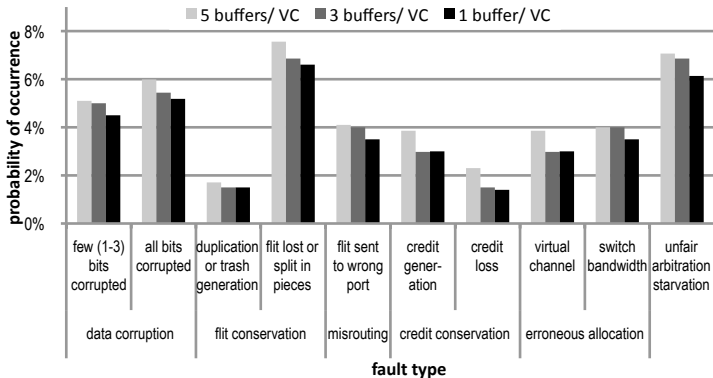 5 buffers/ VC 3 buffers/ VC 1 buffer/ VC
probability of occurrence
8%
6%
4%
2%
0%
few (1-3) bits corrupted
all bits corrupted
duplication or trash generation
flit lost or split in pieces
flit sent to wrong port
credit gener- ation
credit loss
virtual channel
switch bandwidth
unfair arbitration starvation
data corruption
flit conservation
misrouting
credit conservation
erroneous allocation
fault type